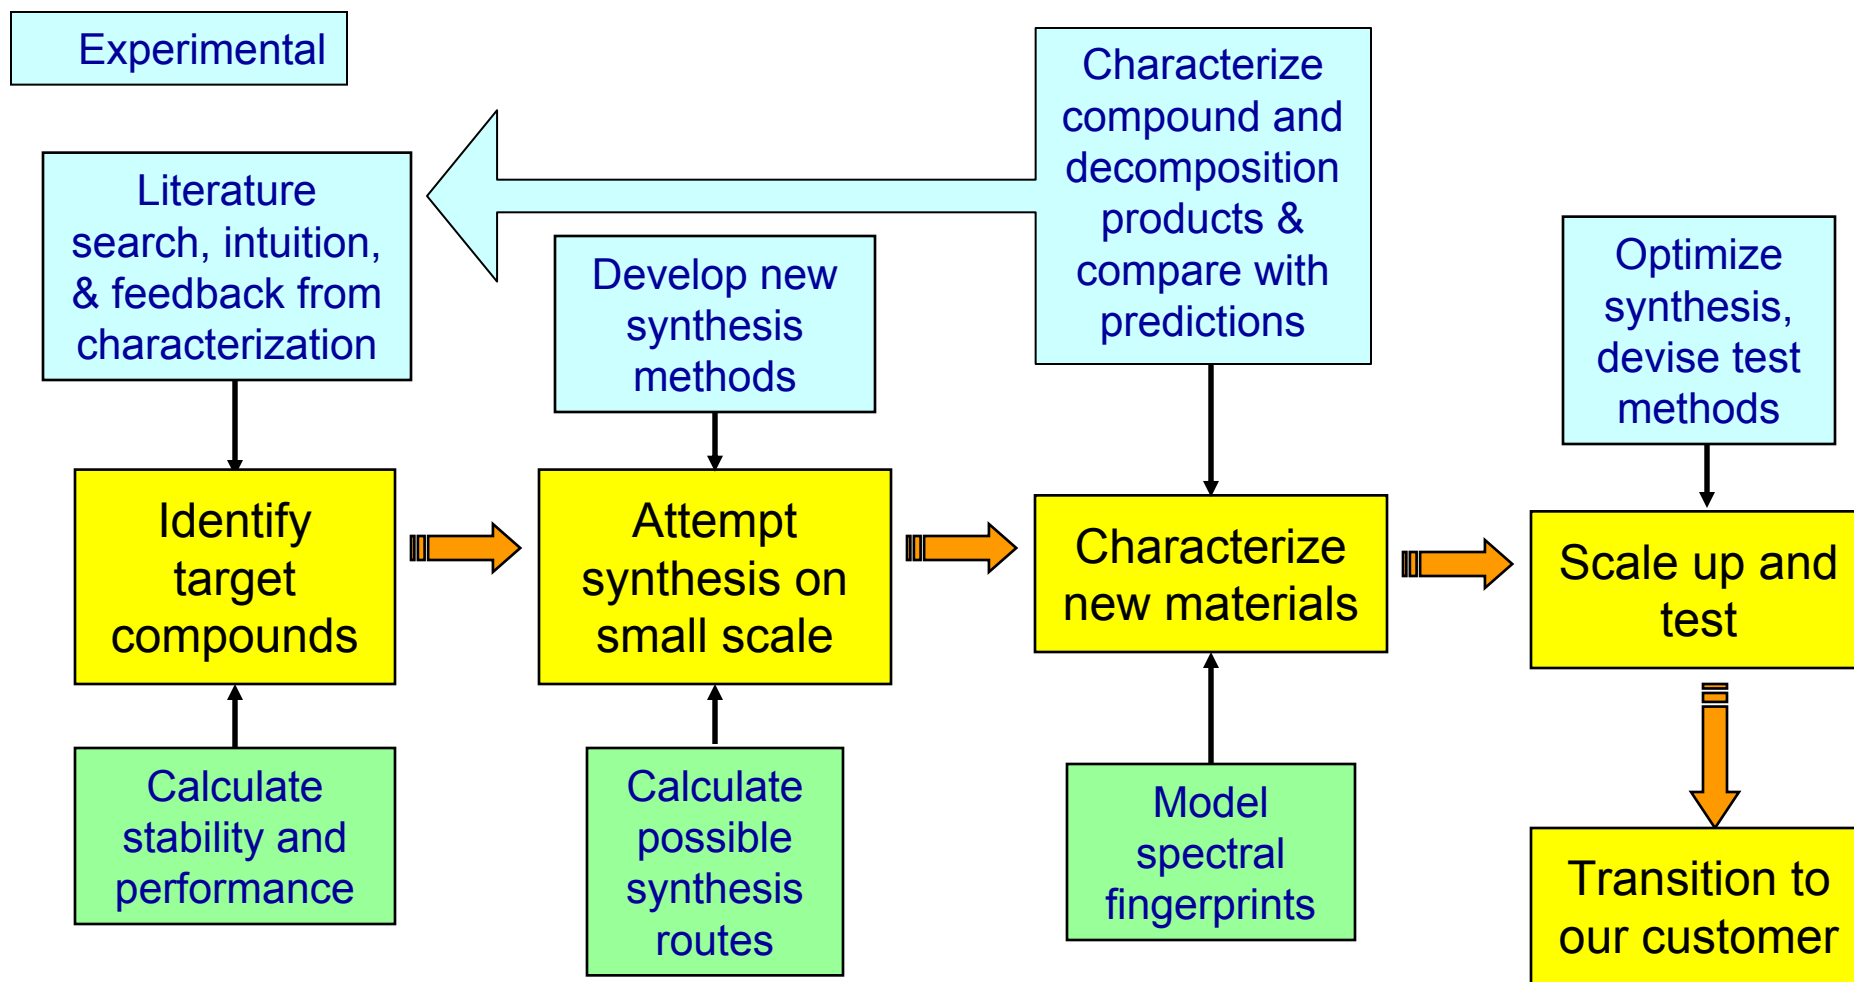 Experimental
Literature
search, intuition,
& feedback from
characterization
Develop new
synthesis
methods
Characterize
compound and
decomposition
products &
compare with
predictions
Optimize
synthesis,
devise test
methods
Identify
target
compounds
Attempt
synthesis on
small scale
Characterize
new materials
Scale up and
test
Calculate
stability and
performance
Calculate
possible
synthesis
routes
Model
spectral
fingerprints
Transition to
our customer